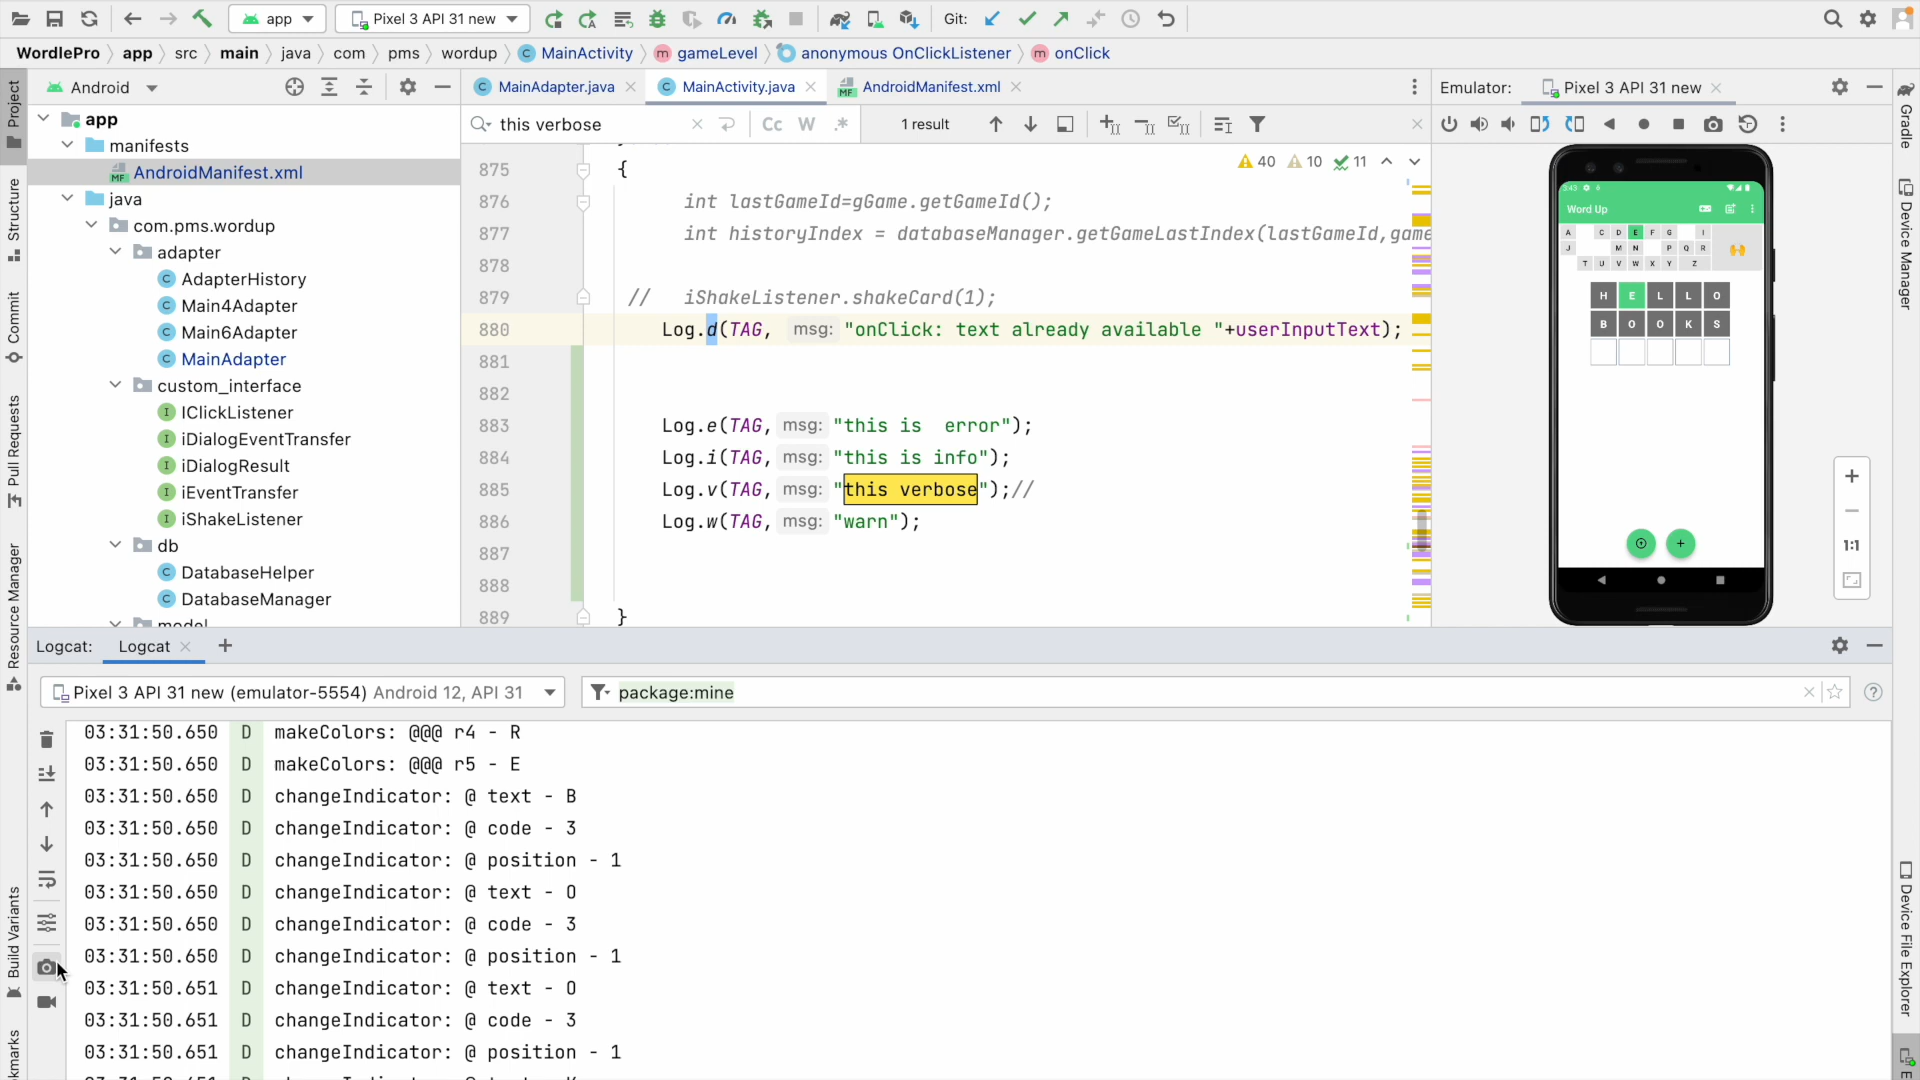 app
Pixel 3 API 31 new
Git:
WordlePro app src main java com pms wordup MainActivity gameLevel anonymous OnClickListener onClick
Android
MainAdapter.java
MainActivity.java
AndroidManifest.xml
Emulator:
Pixel 3 API 31 new
Project
Structure
Commit
Pull Requests
Resource Manager
Build Variants
Gradle
Device Manager
Device File Explorer
app
manifests
AndroidManifest.xml
java
com.pms.wordup
adapter
AdapterHistory
Main4Adapter
Main6Adapter
MainAdapter
custom_interface
IClickListener
iDialogEventTransfer
iDialogResult
iEventTransfer
iShakeListener
db
DatabaseHelper
DatabaseManager
this verbose
Cc W .*
1 result
40 10 11
875 {
876 int lastGameId=gGame.getGameId();
877 int historyIndex = databaseManager.getGameLastIndex(lastGameId,game
878
879 // iShakeListener.shakeCard(1);
880 Log.d(TAG, msg: "onClick: text already available "+userInputText);
881
882
883 Log.e(TAG, msg: "this is  error");
884 Log.i(TAG, msg: "this is info");
885 Log.v(TAG, msg: "this verbose");//
886 Log.w(TAG, msg: "warn");
887
888
889 }
3:43
Word Up
A C D E F G I
J M N P Q R
T U V W X Y Z
H E L L O
B O O K S
+
1:1
Logcat:
Logcat
Pixel 3 API 31 new (emulator-5554) Android 12, API 31
package:mine
03:31:50.650 D makeColors: @@@ r4 - R
03:31:50.650 D makeColors: @@@ r5 - E
03:31:50.650 D changeIndicator: @ text - B
03:31:50.650 D changeIndicator: @ code - 3
03:31:50.650 D changeIndicator: @ position - 1
03:31:50.650 D changeIndicator: @ text - O
03:31:50.650 D changeIndicator: @ code - 3
03:31:50.650 D changeIndicator: @ position - 1
03:31:50.651 D changeIndicator: @ text - O
03:31:50.651 D changeIndicator: @ code - 3
03:31:50.651 D changeIndicator: @ position - 1